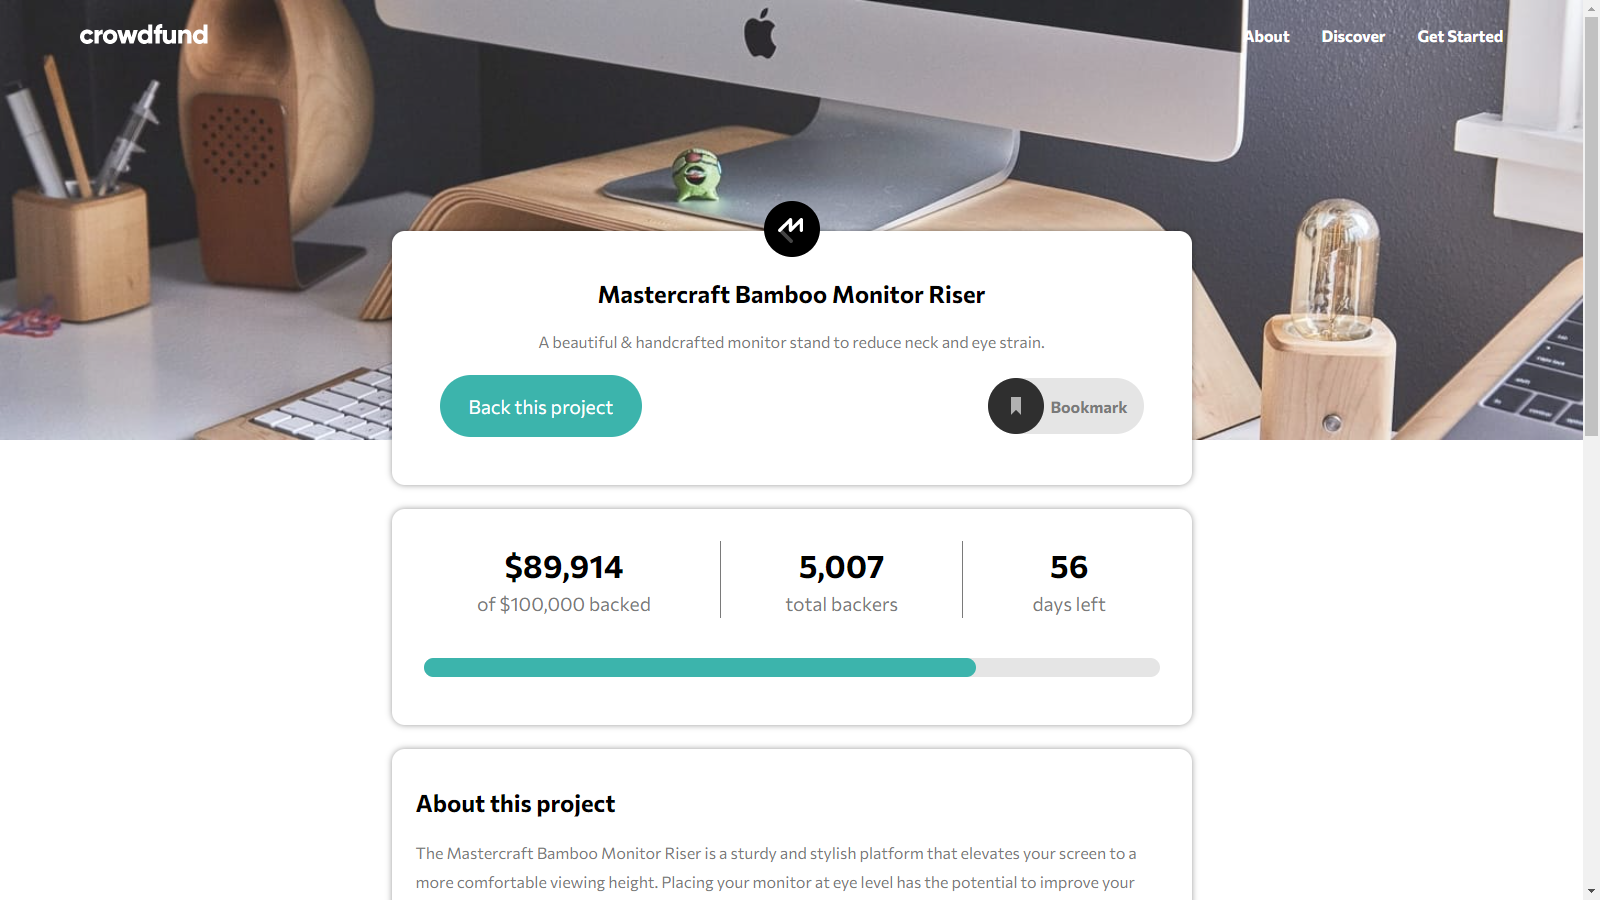 crowdfund
About
Discover
Get Started
Mastercraft Bamboo Monitor Riser
A beautiful & handcrafted monitor stand to reduce neck and eye strain.
Back this project
Bookmark
$89,914
of $100,000 backed
5,007
total backers
56
days left
About this project
The Mastercraft Bamboo Monitor Riser is a sturdy and stylish platform that elevates your screen to a
more comfortable viewing height. Placing your monitor at eye level has the potential to improve your